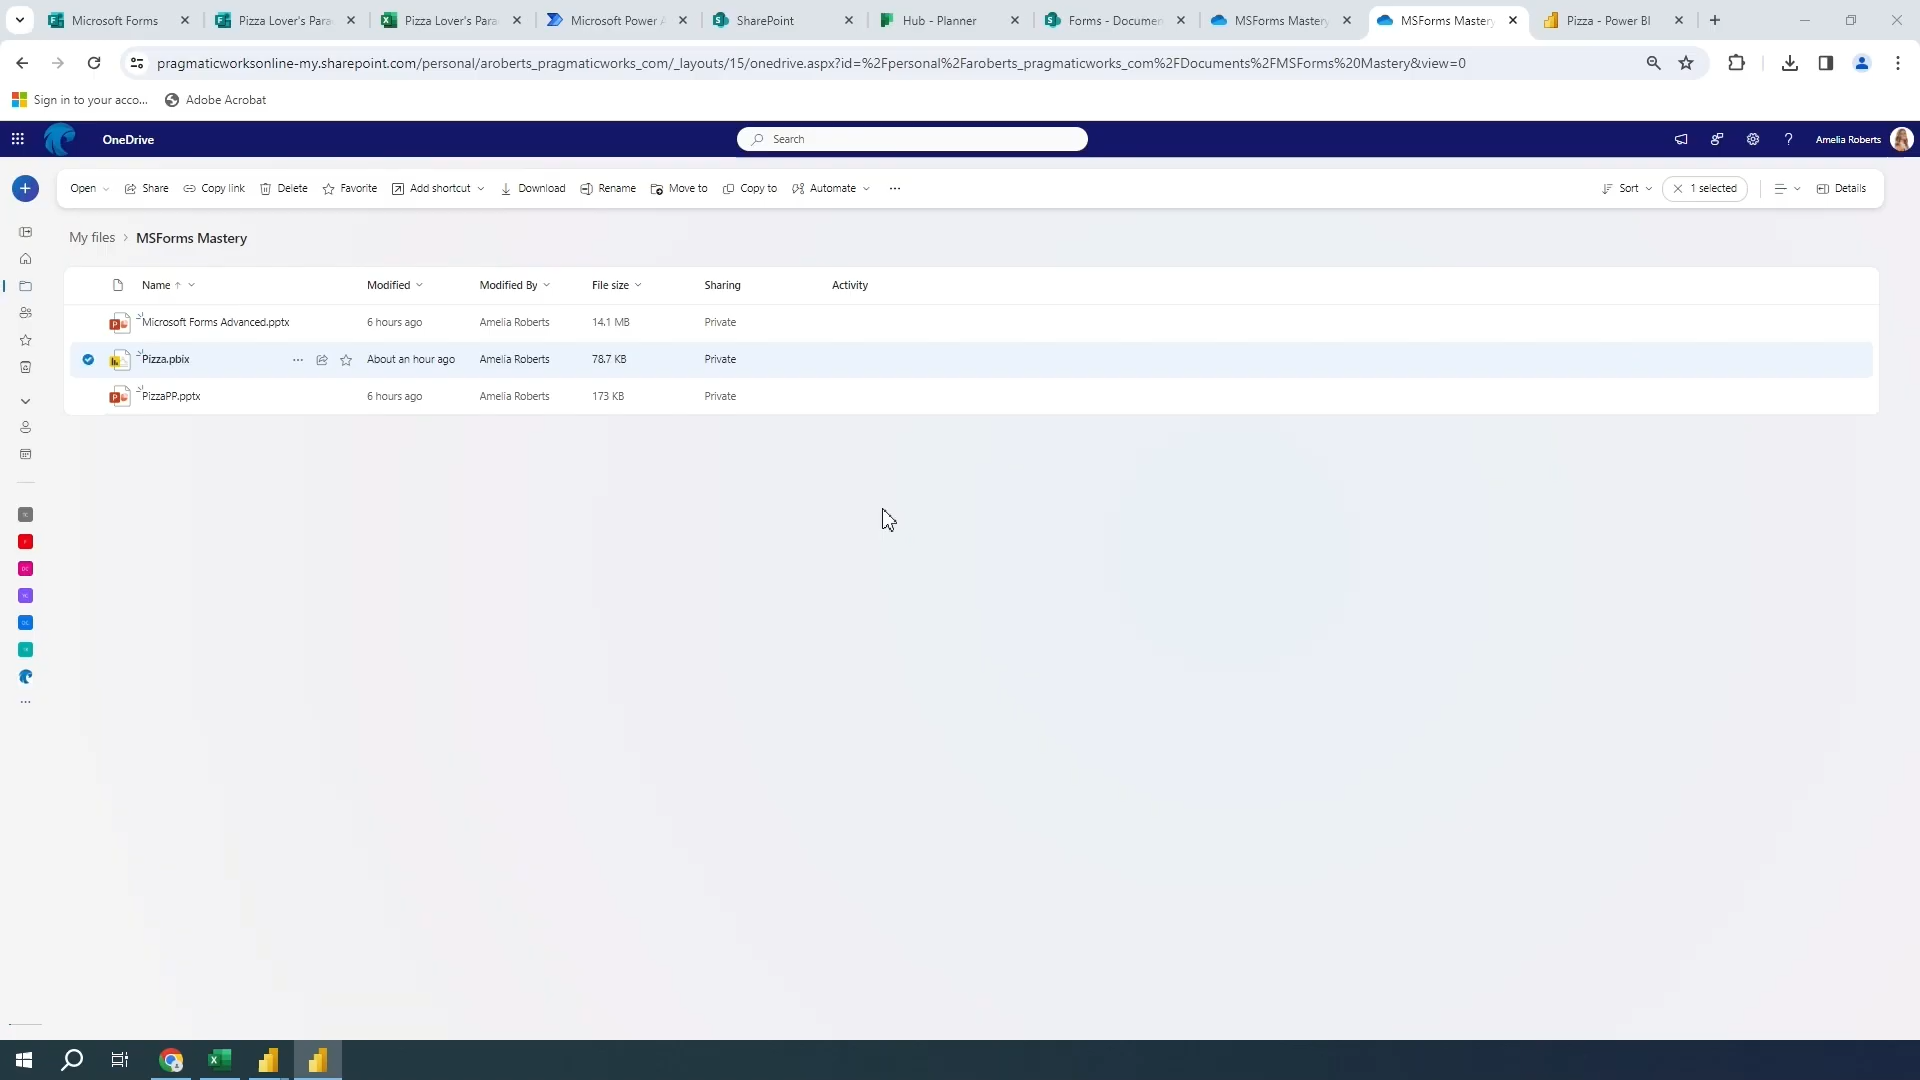 Microsoft Forms
Pizza Lover's Para
Pizza Lover's Para
Microsoft Power A
SharePoint
Hub - Planner
Forms - Documen
MSForms Mastery
MSForms Mastery
Pizza - Power BI
pragmaticworksonline-my.sharepoint.com/personal/aroberts_pragmaticworks_com/_layouts/15/onedrive.aspx?id=%2Fpersonal%2Faroberts_pragmaticworks_com%2FDocuments%2FMSForms%20Mastery&view=0
Sign in to your acco...
Adobe Acrobat
OneDrive
Search
Amelia Roberts
Open
Share
Copy link
Delete
Favorite
Add shortcut
Download
Rename
Move to
Copy to
Automate
Sort
1 selected
Details
My files > MSForms Mastery
Name Modified Modified By File size Sharing Activity
Microsoft Forms Advanced.pptx 6 hours ago Amelia Roberts 14.1 MB Private
Pizza.pbix About an hour ago Amelia Roberts 78.7 KB Private
PizzaPP.pptx 6 hours ago Amelia Roberts 173 KB Private